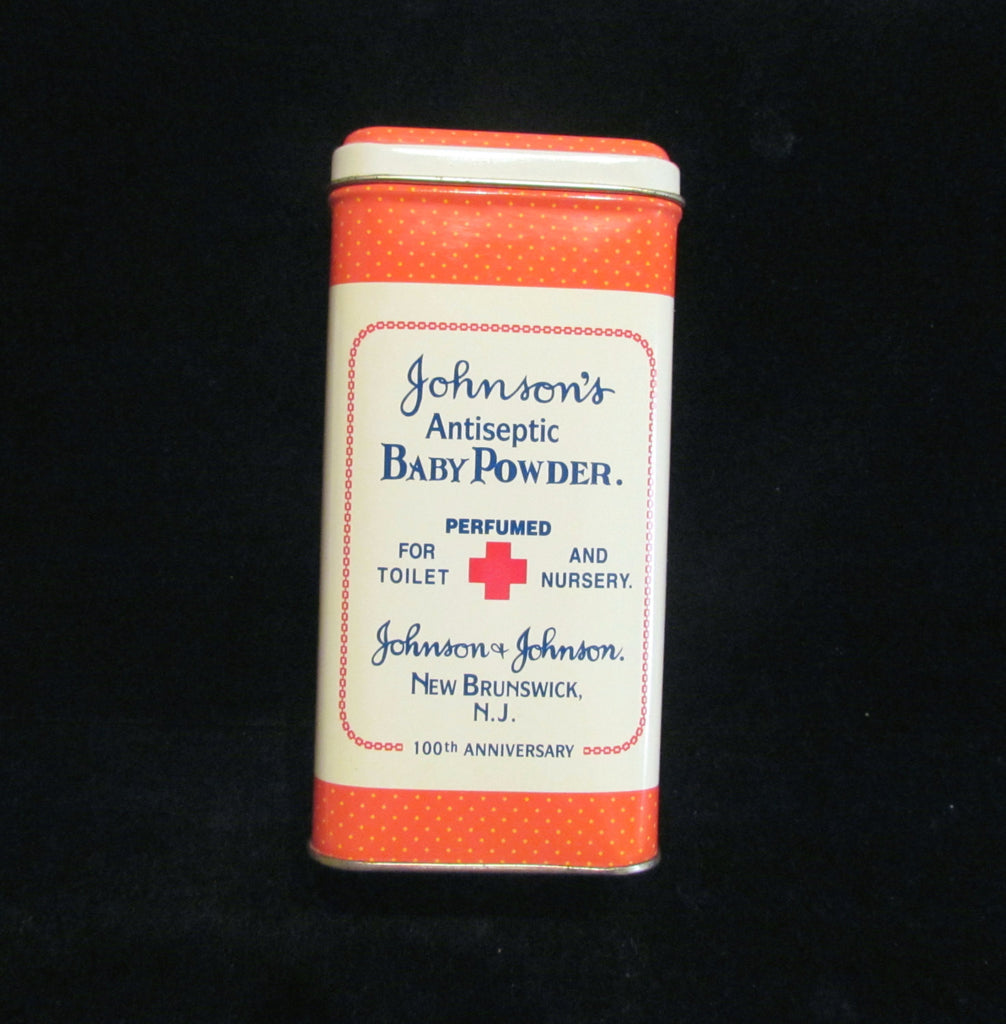 Johnson's
Antiseptic
BABY POWDER.
PERFUMED
FOR AND
TOILET NURSERY.
Johnson & Johnson.
NEW BRUNSWICK,
N.J.
100th ANNIVERSARY